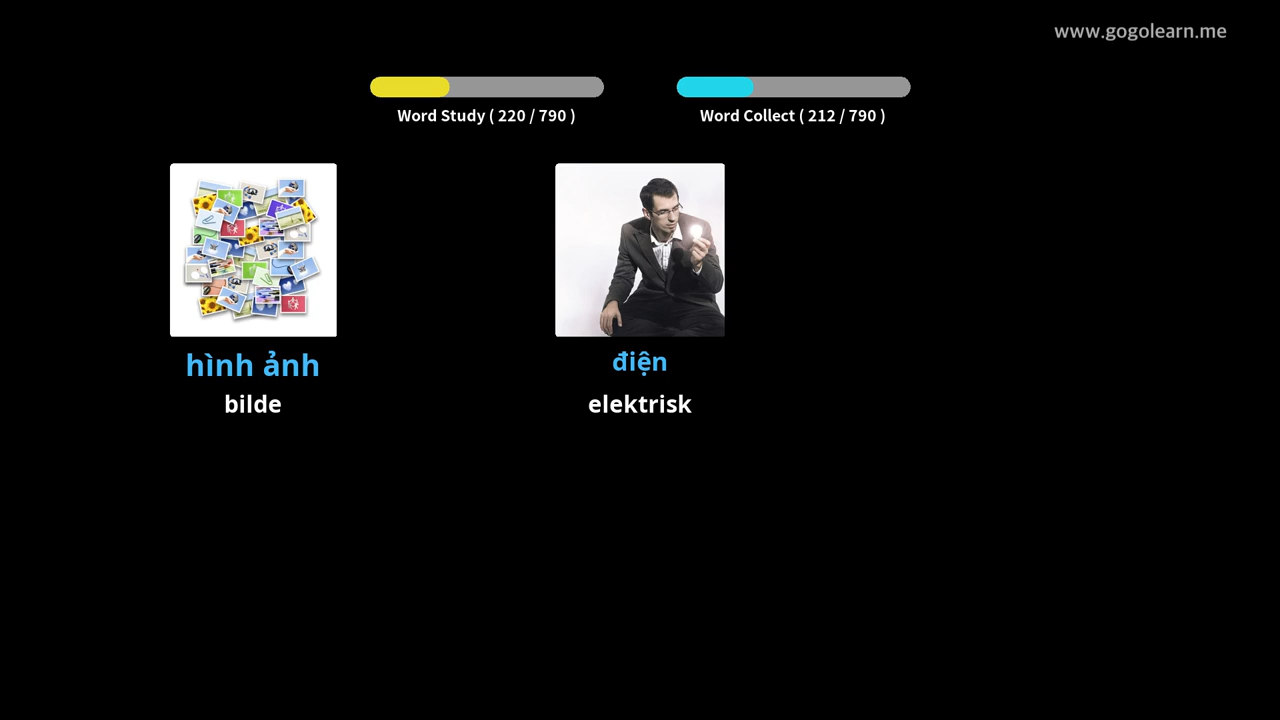 www.gogolearn.me
Word Study ( 220 / 790 )
Word Collect ( 212 / 790 )
hình ảnh
bilde
điện
elektrisk